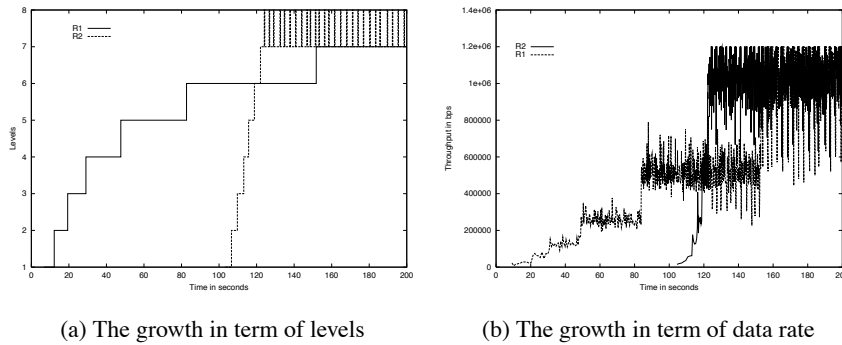 8
7
6
5
4
3
2
1
Levels
R1
R2
0 20 40 60 80 100 120 140 160 180 200
Time in seconds
1.4e+06
1.2e+06
1e+06
800000
600000
400000
200000
0
Throughput in bps
R2
R1
0 20 40 60 80 100 120 140 160 180 200
Time in seconds
(a) The growth in term of levels
(b) The growth in term of data rate